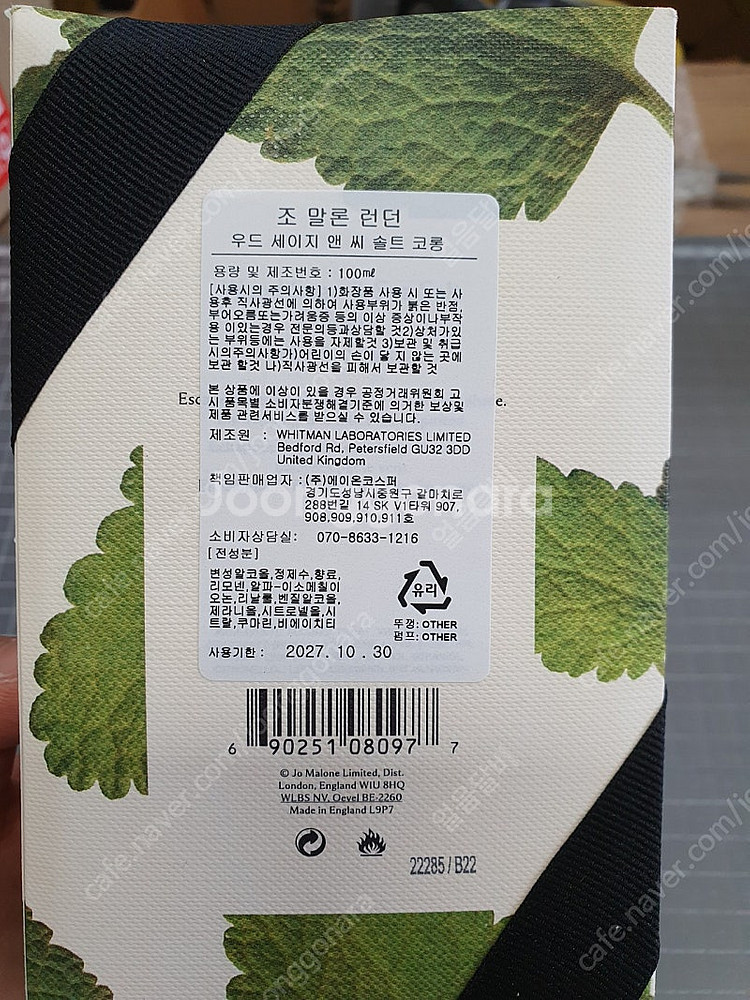 조 말론 런던
우드 세이지 앤 씨 솔트 코롱
용량 및 제조번호 : 100㎖
[사용시의 주의사항] 1)화장품 사용 시 또는 사
용후 직사광선에 의하여 사용부위가 붉은 반점,
부어오름또는가려움증 등의 이상 증상이나부작
용 이있는경우 전문의등과상담할 것2)상처가있
는 부위등에는 사용을 자제할것 3)보관 및 취급
시의주의사항가)어린이의 손이 닿 지 않는 곳에
보관 할것 나)직사광선을 피해서 보관할 것
본 상품에 이상이 있을 경우 공정거래위원회 고
시 품목별 소비자분쟁해결기준에 의거한 보상및
제품 관련서비스를 받으실 수 있습니다.
제조원 : WHITMAN LABORATORIES LIMITED
Bedford Rd, Petersfield GU32 3DD
United Kingdom
책임판매업자 : (주)에이온코스퍼
경기도성남시중원구 갈마치로
288번길 14 SK V1타워 907,
908,909,910,911호
소비자상담실: 070-8633-1216
[전성분]
변성알코올,정제수,향료,
리모넨,알파-이소메칠이
오논,리날룰,벤질알코올,
제라니올,시트로넬올,시
트랄,쿠마린,비에이치티
유리
뚜껑: OTHER
펌프: OTHER
사용기한 : 2027. 10. 30
6 90251 08097 7
© Jo Malone Limited, Dist.
London, England W1U 8HQ
WLBS NV. Oevel BE-2260
Made in England L9P7
22285 / B22
Joonggonara
cafe.naver.com/jo